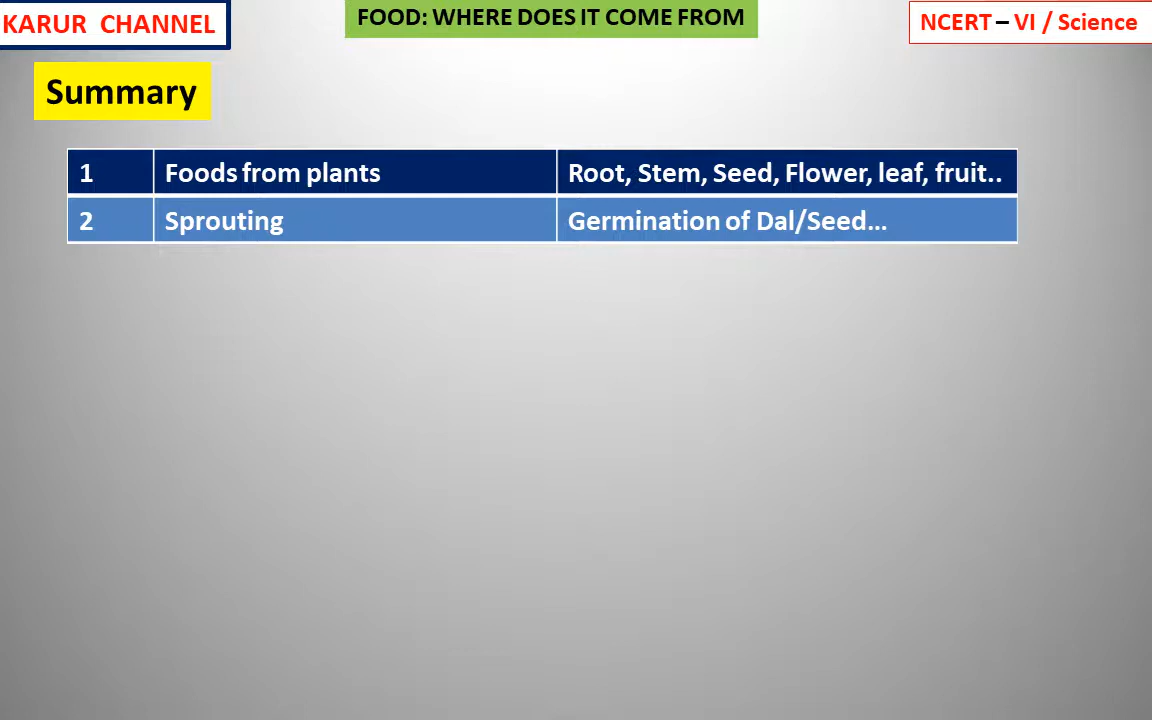 KARUR CHANNEL
FOOD: WHERE DOES IT COME FROM
NCERT – VI / Science
Summary
1 Foods from plants Root, Stem, Seed, Flower, leaf, fruit..
2 Sprouting Germination of Dal/Seed...